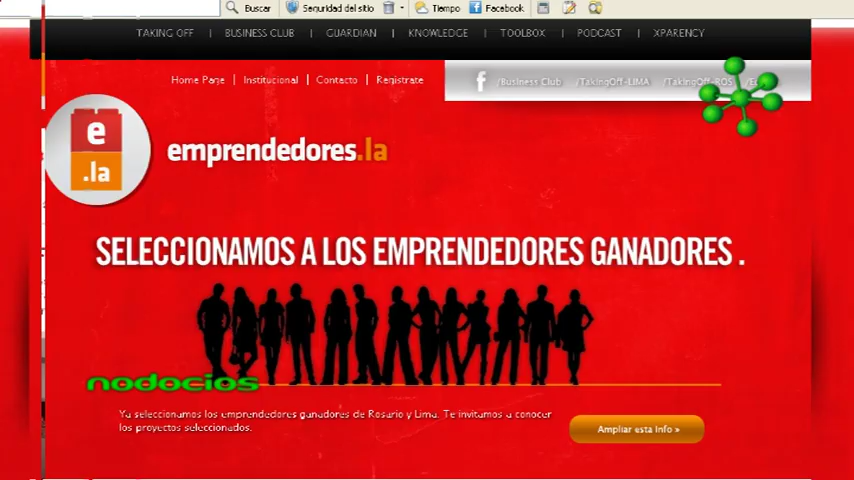 Buscar Seguridad del sitio Tiempo Facebook
TAKING OFF | BUSINESS CLUB | GUARDIAN | KNOWLEDGE | TOOLBOX | PODCAST | XPARENCY
Home Page | Institucional | Contacto | Registrate
f /Business Club /TakingOff-LIMA /TakingOff-ROS
e
.la
emprendedores.la
SELECCIONAMOS A LOS EMPRENDEDORES GANADORES .
nodocios
Ya seleccionamos los emprendedores ganadores de Rosario y Lima. Te invitamos a conocer
los proyectos seleccionados.
Ampliar esta info »